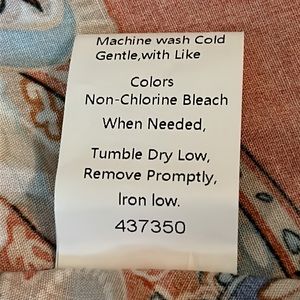 Machine wash Cold
Gentle,with Like
Colors
Non-Chlorine Bleach
When Needed,
Tumble Dry Low,
Remove Promptly,
Iron low.
437350